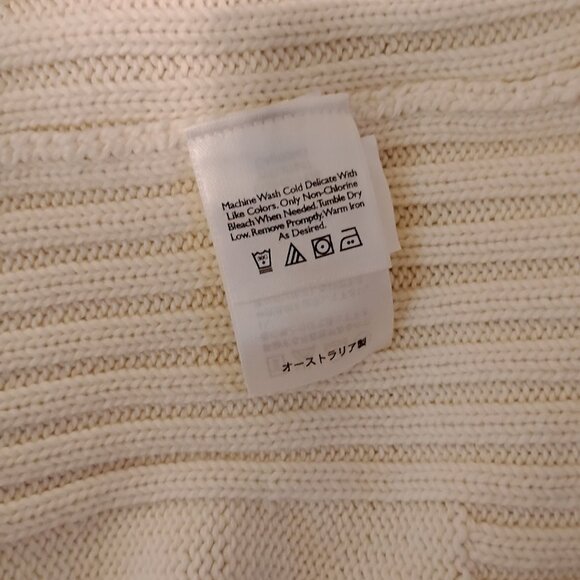 Machine Wash Cold Delicate With
Like Colors. Only Non-Chlorine
Bleach When Needed. Tumble Dry
Low. Remove Promptly. Warm Iron
As Desired.
オーストラリア製